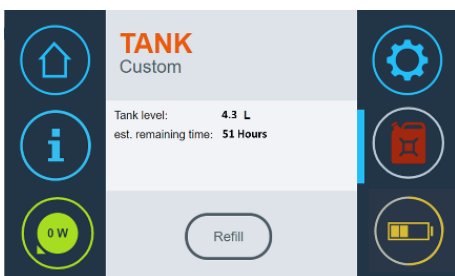 TANK
Custom
Tank level: 4.3 L
est. remaining time: 51 Hours
0 W
Refill